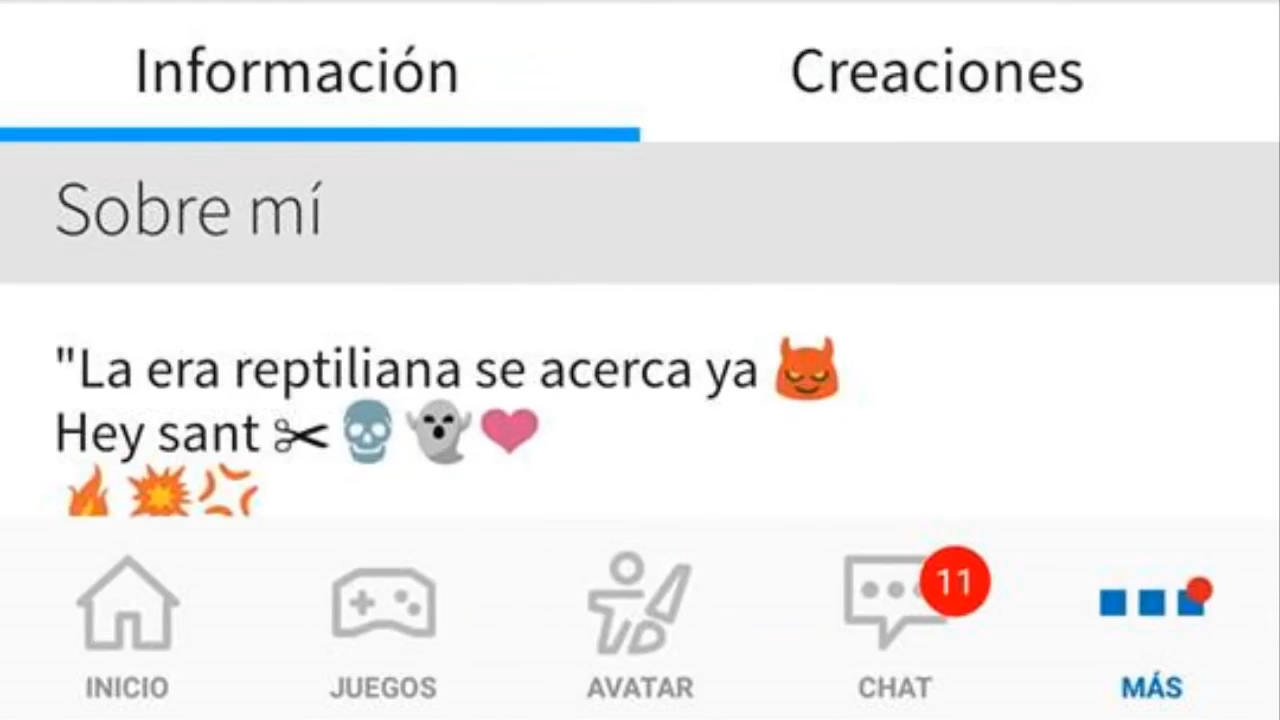 Información
Creaciones
Sobre mí
"La era reptiliana se acerca ya 😈
Hey sant ✂💀👻❤
🔥💥💢
11
INICIO
JUEGOS
AVATAR
CHAT
MÁS